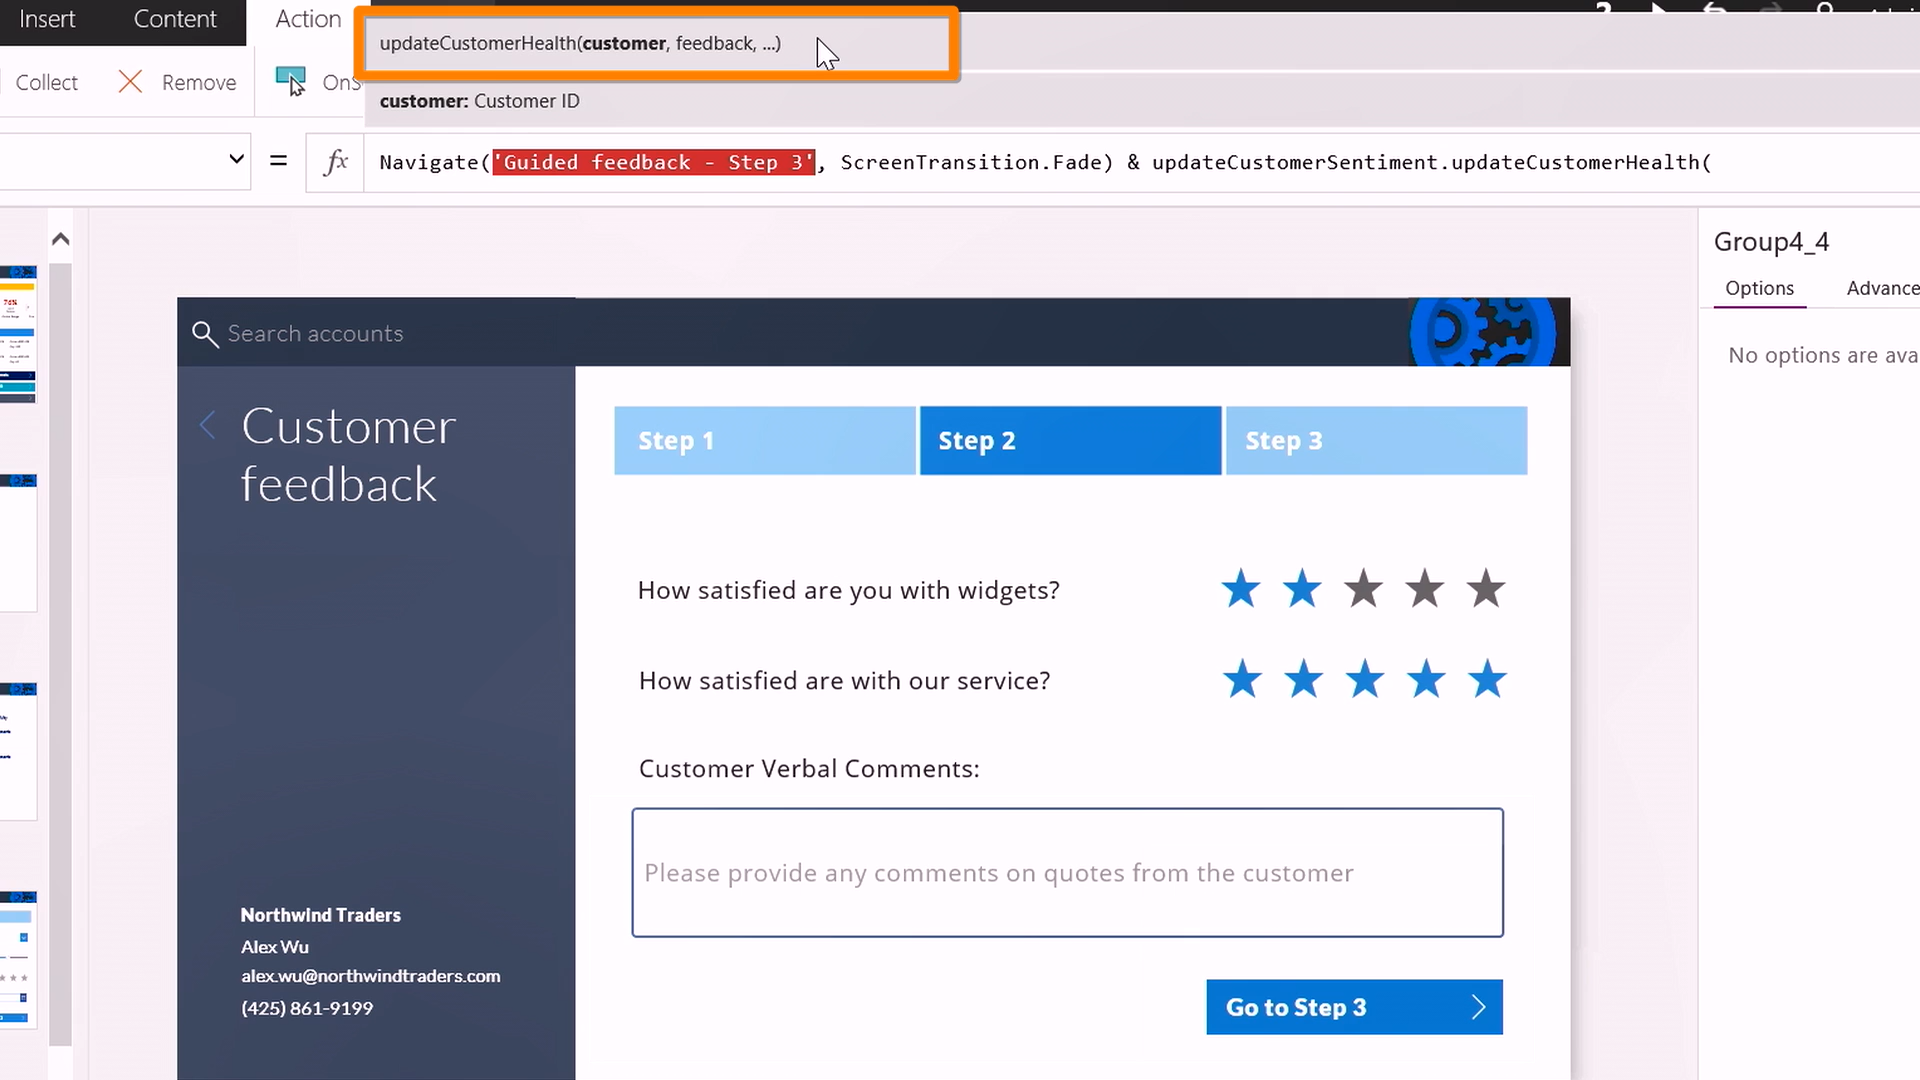 Insert
Content
Action
updateCustomerHealth(customer, feedback, ...)
Collect
Remove
Ons
customer: Customer ID
=
fx
Navigate('Guided feedback - Step 3', ScreenTransition.Fade) & updateCustomerSentiment.updateCustomerHealth(
Group4_4
Options
Advance
No options are ava
Search accounts
Customer
feedback
Step 1
Step 2
Step 3
How satisfied are you with widgets?
How satisfied are with our service?
Customer Verbal Comments:
Please provide any comments on quotes from the customer
Northwind Traders
Alex Wu
alex.wu@northwindtraders.com
(425) 861-9199
Go to Step 3
76%